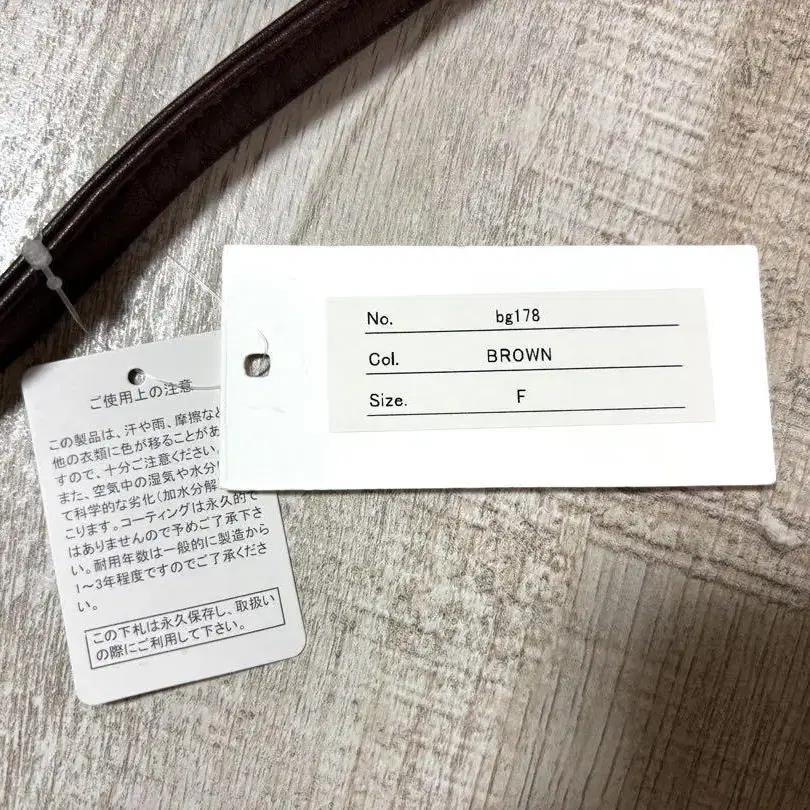 No. bg178
Col. BROWN
Size. F
ご使用上の注意
この製品は、汗や雨、摩擦な
他の衣類に色が移ることがあ
すので、十分ご注意ください
また、空気中の湿気や水分
て科学的な劣化(加水分解
こります。コーティングは永久的で
はありませんので予めご了承下さ
い。耐用年数は一般的に製造から
1〜3年程度ですのでご了承くださ
い。
この下札は永久保存し、取扱い
の際にご利用して下さい。